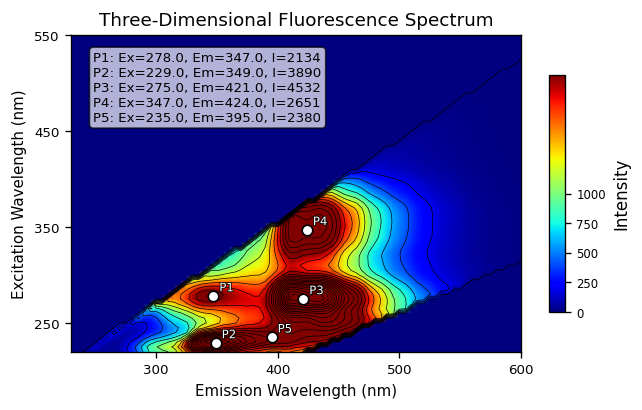 Three-Dimensional Fluorescence Spectrum
550
450
350
250
Excitation Wavelength (nm)
P1: Ex=278.0, Em=347.0, I=2134
P2: Ex=229.0, Em=349.0, I=3890
P3: Ex=275.0, Em=421.0, I=4532
P4: Ex=347.0, Em=424.0, I=2651
P5: Ex=235.0, Em=395.0, I=2380
P4
P1
P3
P2
P5
300
400
500
600
Emission Wavelength (nm)
1000
750
500
250
0
Intensity